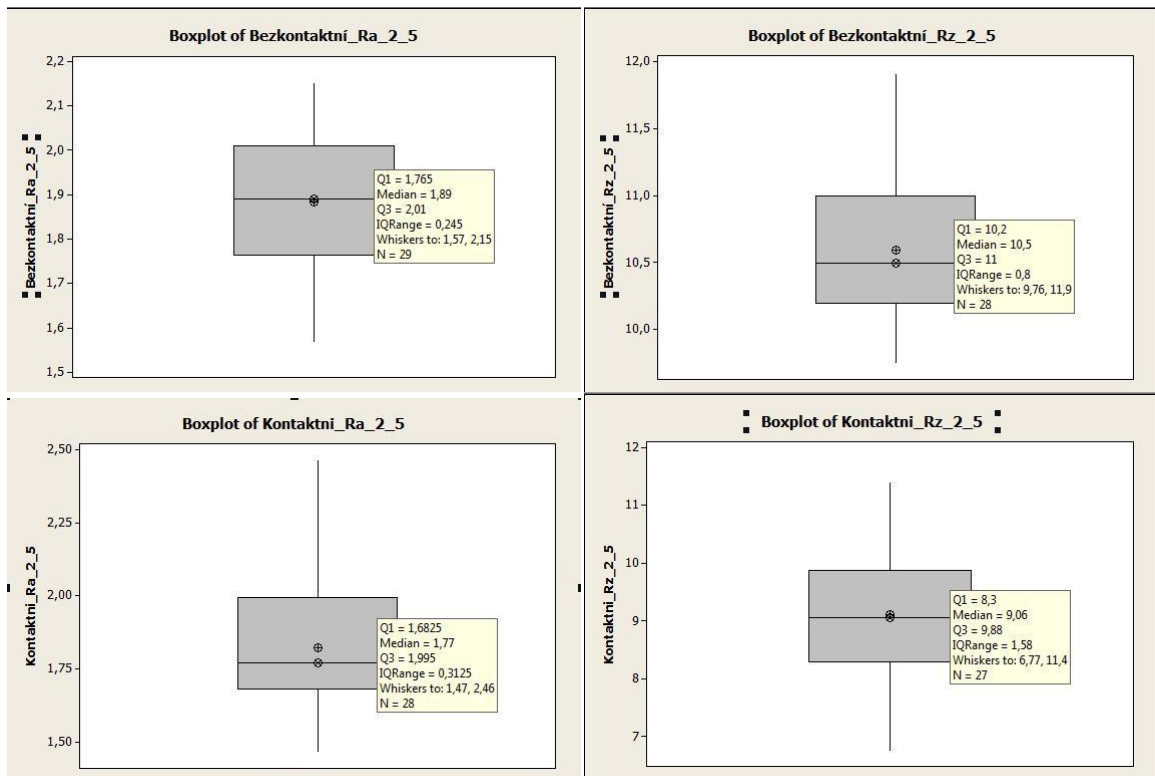 Boxplot of Bezkontaktní_Ra_2_5
2,2
2,1
2,0
1,9
1,8
1,7
1,6
1,5
Bezkontaktní_Ra_2_5
Q1 = 1,765
Median = 1,89
Q3 = 2,01
IQRange = 0,245
Whiskers to: 1,57, 2,15
N = 29
Boxplot of Bezkontaktní_Rz_2_5
12,0
11,5
11,0
10,5
10,0
Bezkontaktní_Rz_2_5
Q1 = 10,2
Median = 10,5
Q3 = 11
IQRange = 0,8
Whiskers to: 9,76, 11,9
N = 28
Boxplot of Kontaktni_Ra_2_5
2,50
2,25
2,00
1,75
1,50
Kontaktni_Ra_2_5
Q1 = 1,6825
Median = 1,77
Q3 = 1,995
IQRange = 0,3125
Whiskers to: 1,47, 2,46
N = 28
Boxplot of Kontaktni_Rz_2_5
12
11
10
9
8
7
Kontaktni_Rz_2_5
Q1 = 8,3
Median = 9,06
Q3 = 9,88
IQRange = 1,58
Whiskers to: 6,77, 11,4
N = 27